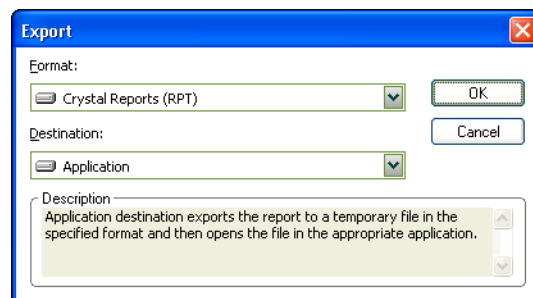 Export
Format:
Crystal Reports (RPT)
OK
Destination:
Cancel
Application
Description
Application destination exports the report to a temporary file in the
specified format and then opens the file in the appropriate application.